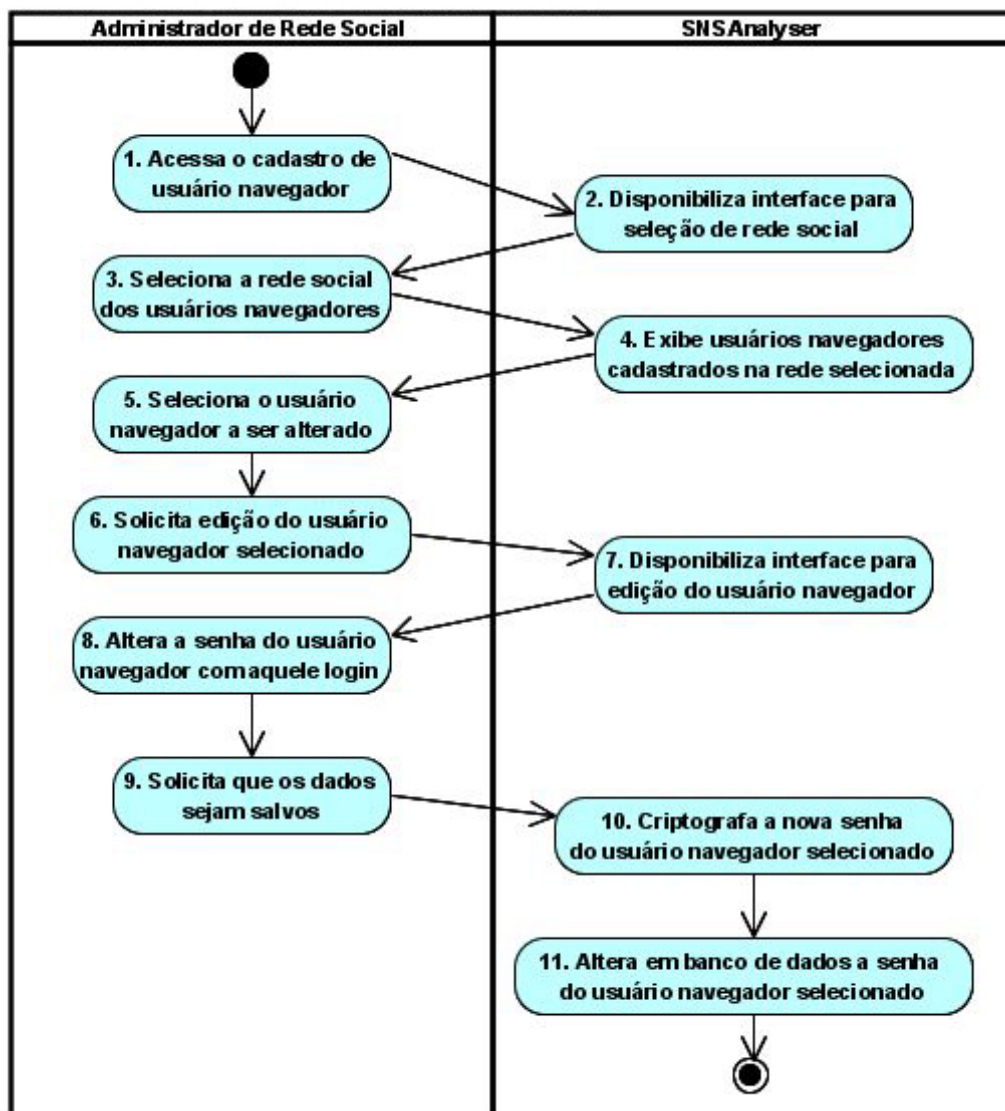 Administrador de Rede Social
SNSAnalyser
1. Acessa o cadastro de
usuário navegador
2. Disponibiliza interface para
seleção de rede social
3. Seleciona a rede social
dos usuários navegadores
4. Exibe usuários navegadores
cadastrados na rede selecionada
5. Seleciona o usuário
navegador a ser alterado
6. Solicita edição do usuário
navegador selecionado
7. Disponibiliza interface para
edição do usuário navegador
8. Altera a senha do usuário
navegador com aquele login
9. Solicita que os dados
sejam salvos
10. Criptografa a nova senha
do usuário navegador selecionado
11. Altera em banco de dados a senha
do usuário navegador selecionado